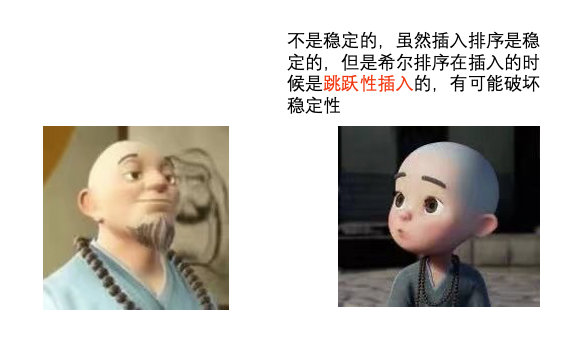 不是稳定的，虽然插入排序是稳
定的，但是希尔排序在插入的时
候是跳跃性插入的，有可能破坏
稳定性